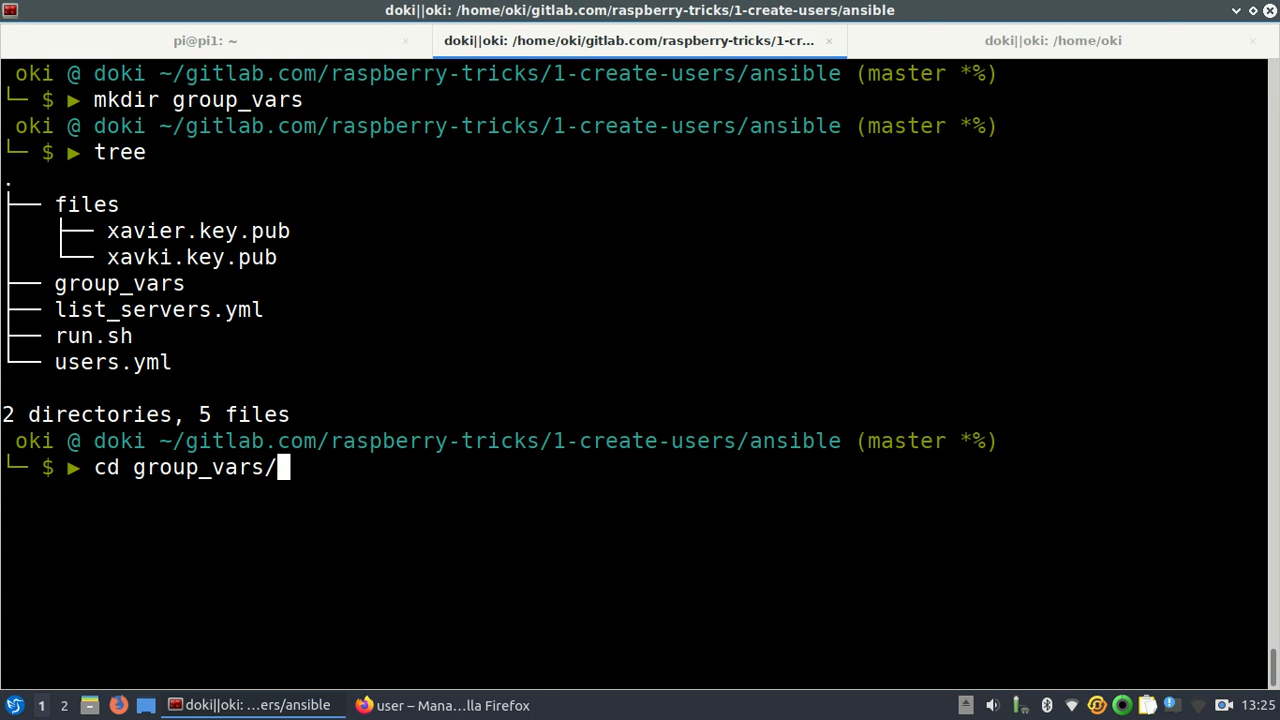 doki||oki: /home/oki/gitlab.com/raspberry-tricks/1-create-users/ansible
pi@pi1: ~ ×
doki||oki: /home/oki/gitlab.com/raspberry-tricks/1-cr... ×
doki||oki: /home/oki ×
oki @ doki ~/gitlab.com/raspberry-tricks/1-create-users/ansible (master *%)
└─ $ ▶ mkdir group_vars
oki @ doki ~/gitlab.com/raspberry-tricks/1-create-users/ansible (master *%)
└─ $ ▶ tree
.
├── files
│   ├── xavier.key.pub
│   └── xavki.key.pub
├── group_vars
├── list_servers.yml
├── run.sh
└── users.yml
2 directories, 5 files
oki @ doki ~/gitlab.com/raspberry-tricks/1-create-users/ansible (master *%)
└─ $ ▶ cd group_vars/
1 2 doki||oki: ...ers/ansible user – Mana...lla Firefox 13:25